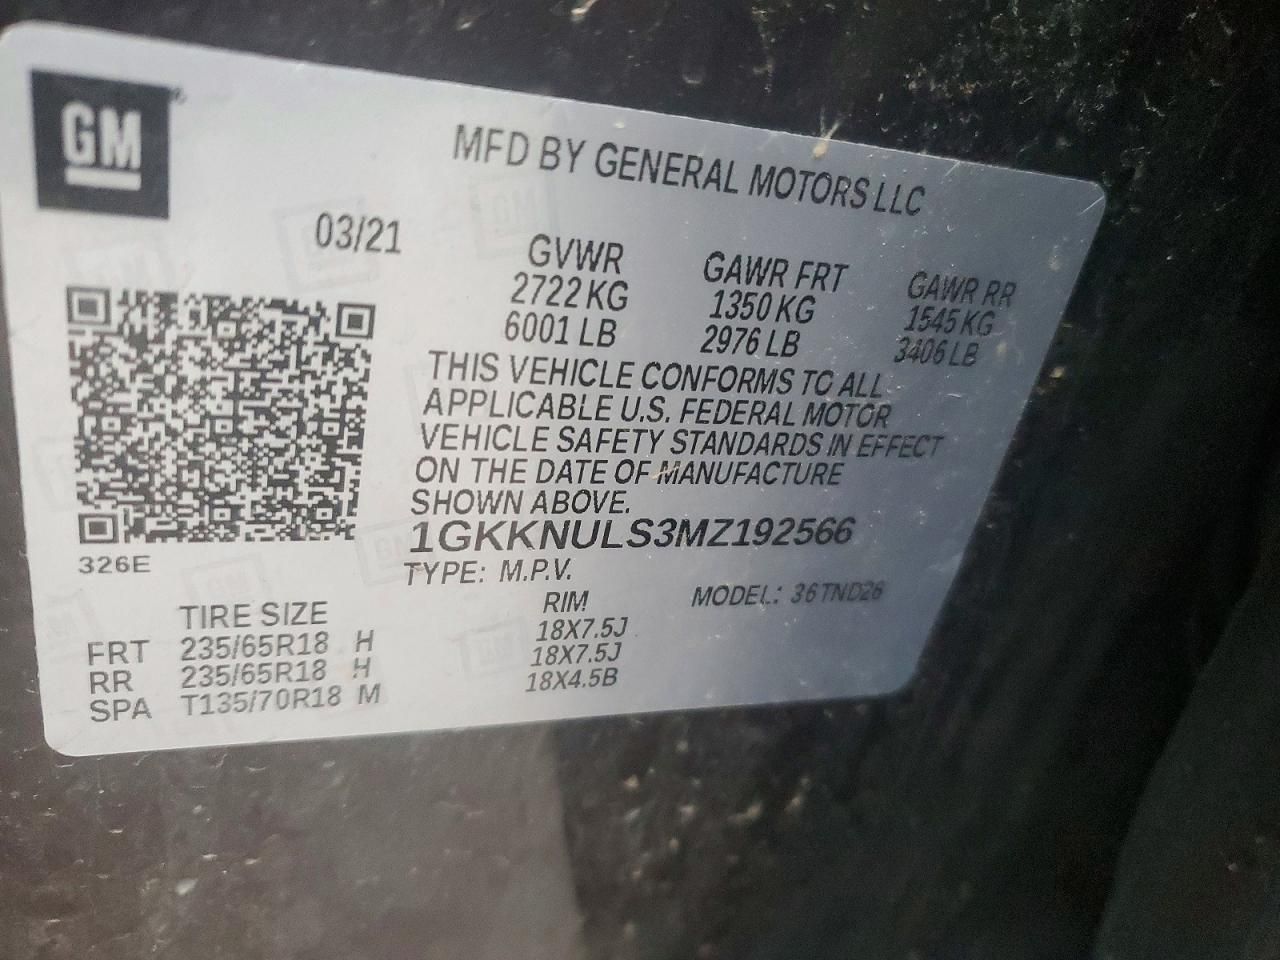 GM
MFD BY GENERAL MOTORS LLC
03/21
GVWR GAWR FRT GAWR RR
2722 KG 1350 KG 1545 KG
6001 LB 2976 LB 3406 LB
THIS VEHICLE CONFORMS TO ALL
APPLICABLE U.S. FEDERAL MOTOR
VEHICLE SAFETY STANDARDS IN EFFECT
ON THE DATE OF MANUFACTURE
SHOWN ABOVE.
1GKKNULS3MZ192566
326E
TYPE: M.P.V. MODEL: 36TND26
TIRE SIZE RIM
FRT 235/65R18 H 18X7.5J
RR 235/65R18 H 18X7.5J
SPA T135/70R18 M 18X4.5B